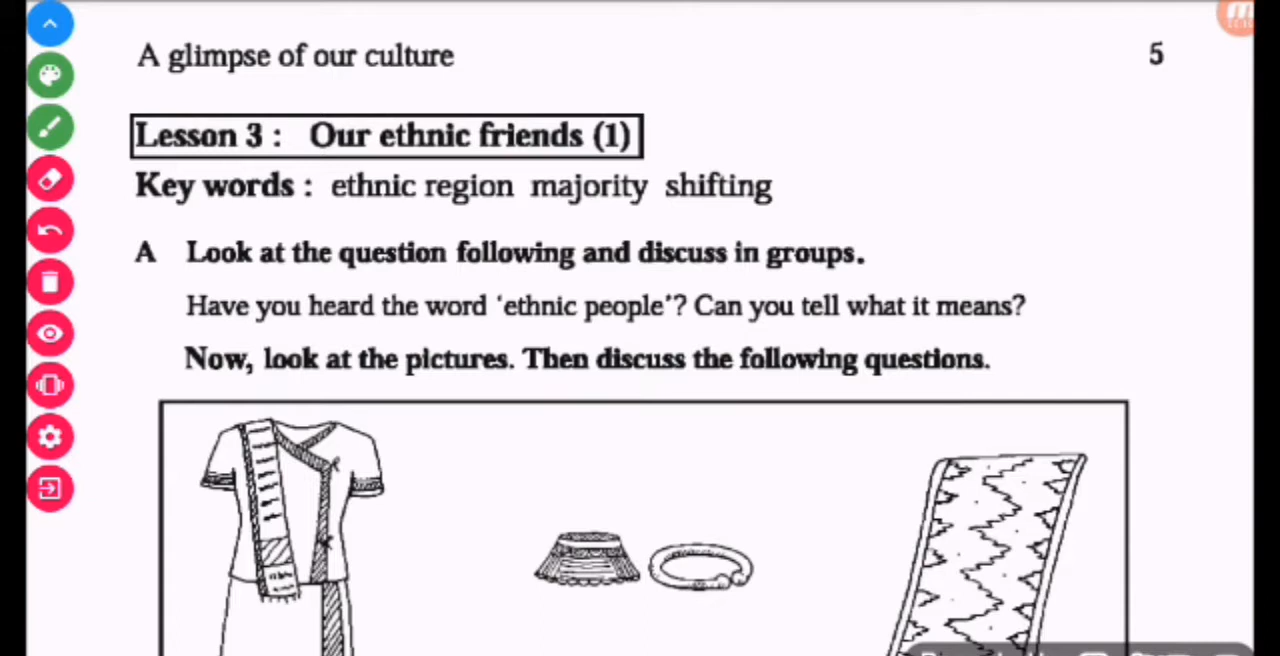 A glimpse of our culture 5
Lesson 3 : Our ethnic friends (1)
Key words : ethnic region majority shifting
A Look at the question following and discuss in groups.
Have you heard the word ‘ethnic people’? Can you tell what it means?
Now, look at the pictures. Then discuss the following questions.